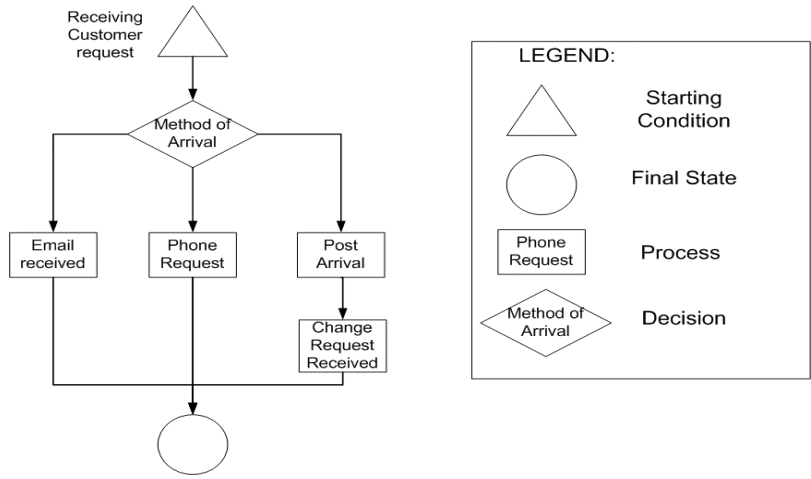 Receiving
Customer
request
Method of
Arrival
Email
received
Phone
Request
Post
Arrival
Change
Request
Received
LEGEND:
Starting
Condition
Final State
Phone
Request
Process
Method of
Arrival
Decision